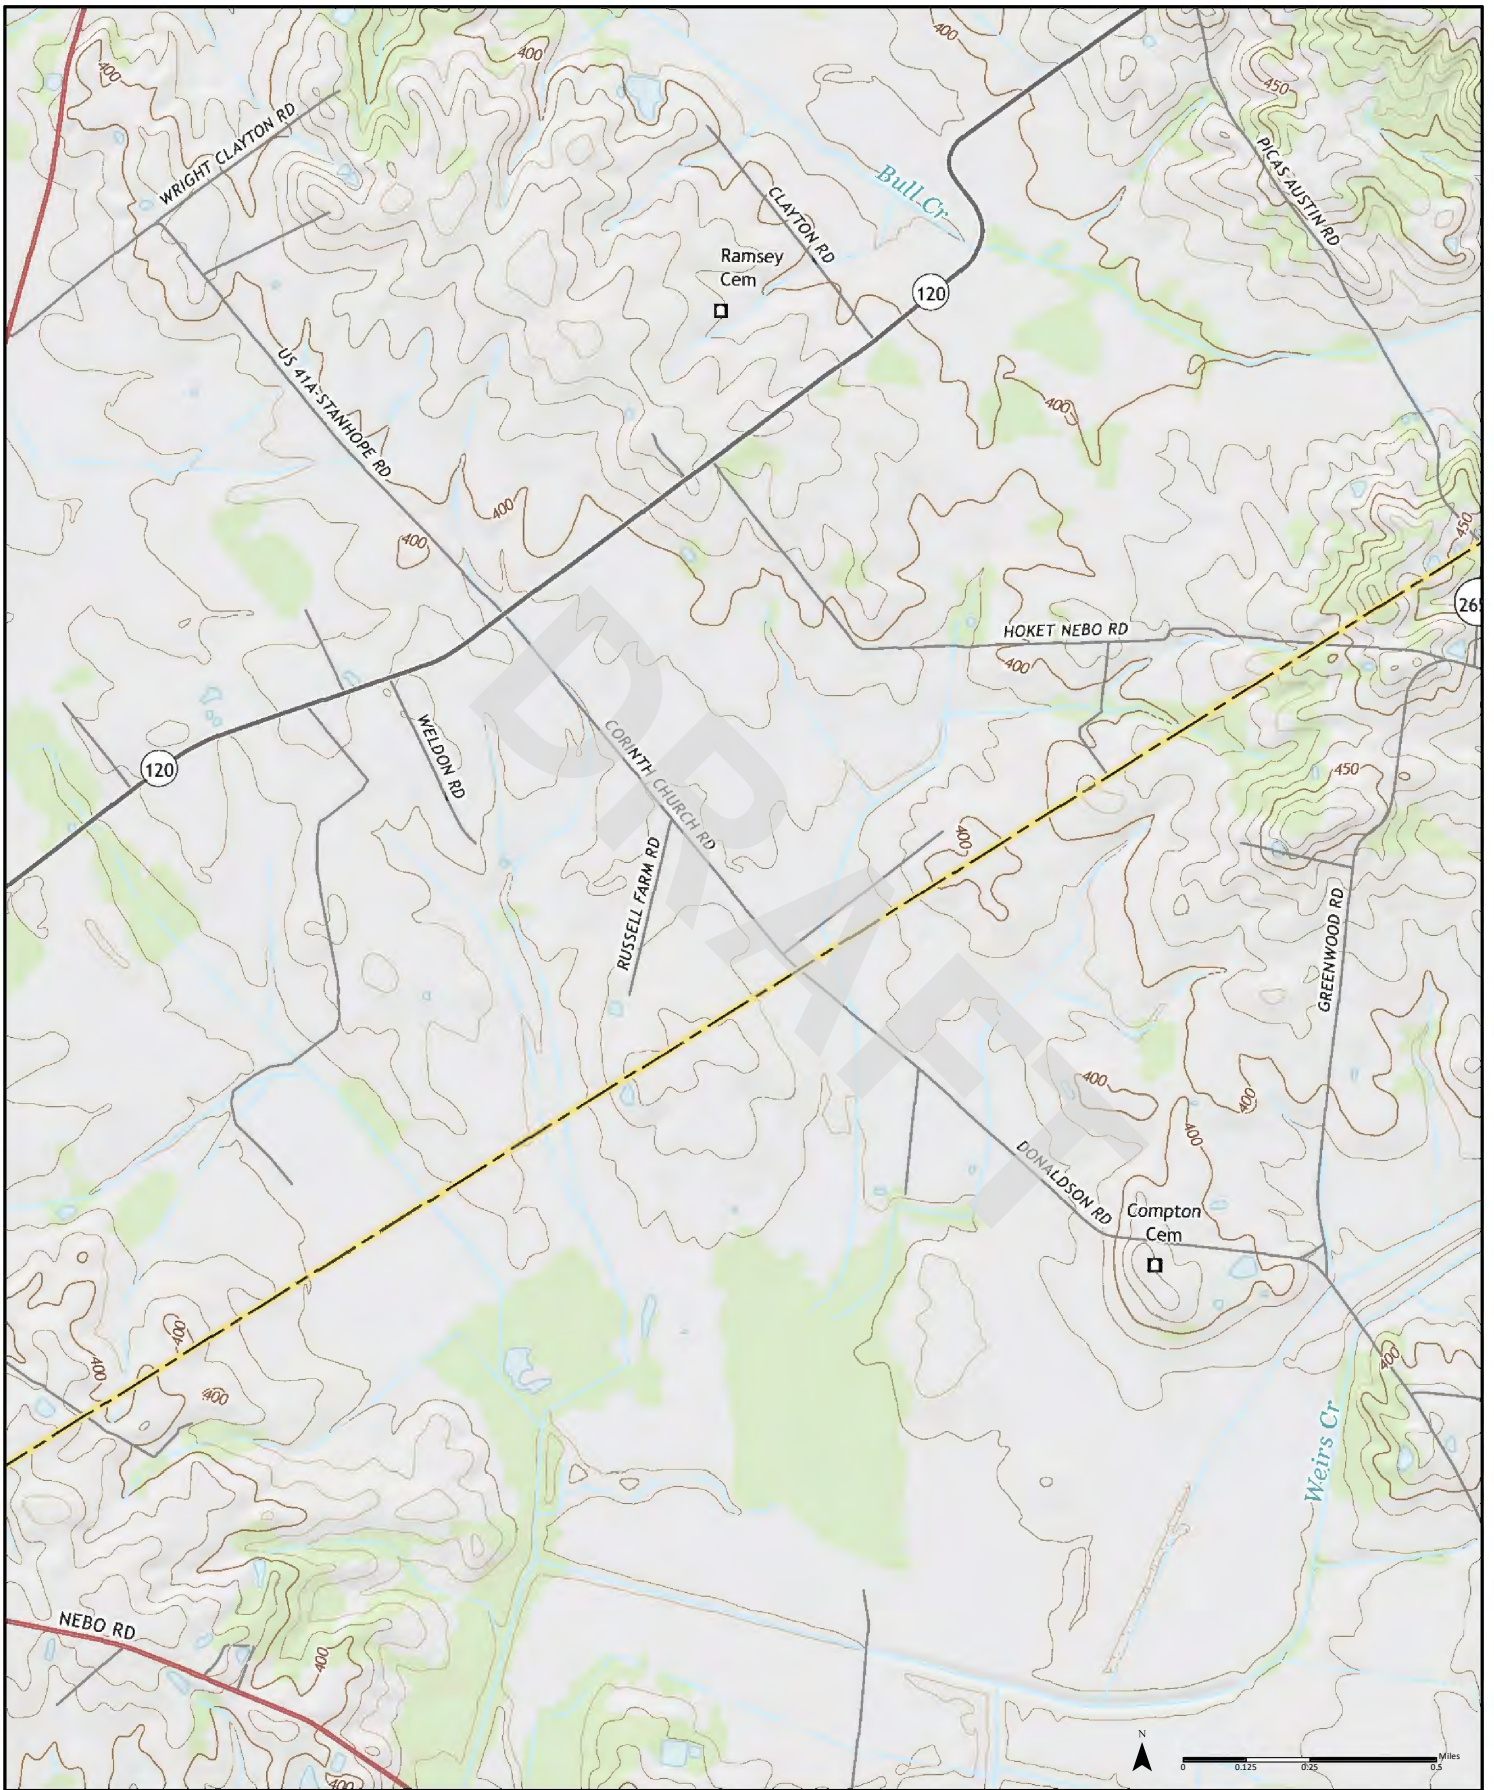 400
400
400
450
WRIGHT CLAYTON RD
PICAS AUSTIN RD
Bull Cr
CLAYTON RD
Ramsey
Cem
120
US 41A-STANHOPE RD
400
400
400
450
265
HOKET NEBO RD
400
WELDON RD
CORINTH CHURCH RD
120
450
400
RUSSELL FARM RD
GREENWOOD RD
DRAFT
400
400
400
DONALDSON RD
Compton
Cem
400
400
400
400
Weirs Cr
NEBO RD
400
400
N
Miles
0 0.125 0.25 0.5